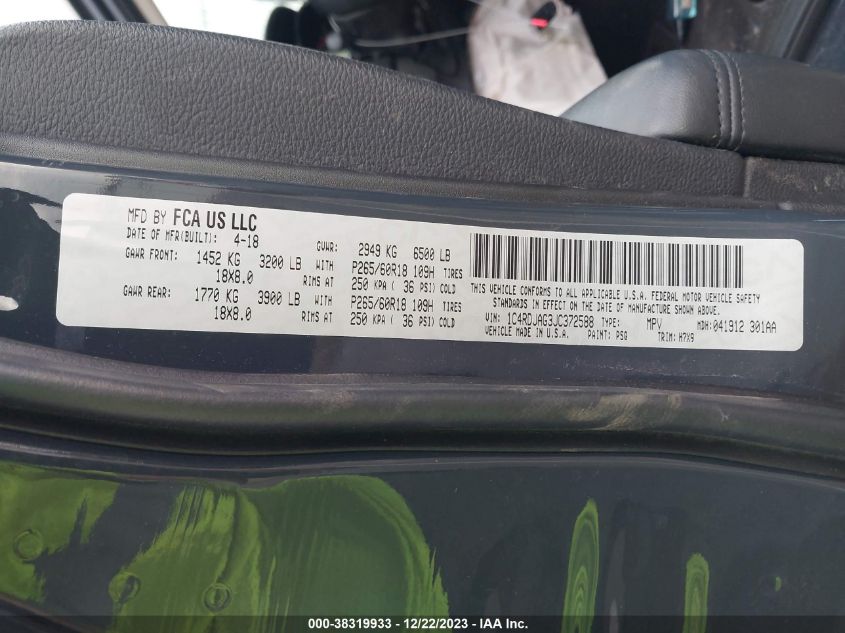 MFD BY FCA US LLC
DATE OF MFR(BUILT): 4-18 GVWR: 2949 KG 6500 LB
GAWR FRONT: 1452 KG 3200 LB WITH P265/60R18 109H TIRES
18X8.0 RIMS AT 250 KPA ( 36 PSI) COLD
GAWR REAR: 1770 KG 3900 LB WITH P265/60R18 109H TIRES
18X8.0 RIMS AT 250 KPA ( 36 PSI) COLD
THIS VEHICLE CONFORMS TO ALL APPLICABLE U.S.A. FEDERAL MOTOR VEHICLE SAFETY
STANDARDS IN EFFECT ON THE DATE OF MANUFACTURE SHOWN ABOVE.
VIN: 1C4RDJAG3JC372588 TYPE: MPV MDH: 041912 301AA
VEHICLE MADE IN U.S.A. PAINT: PSG TRIM: H7X9
000-38319933 - 12/22/2023 - IAA Inc.